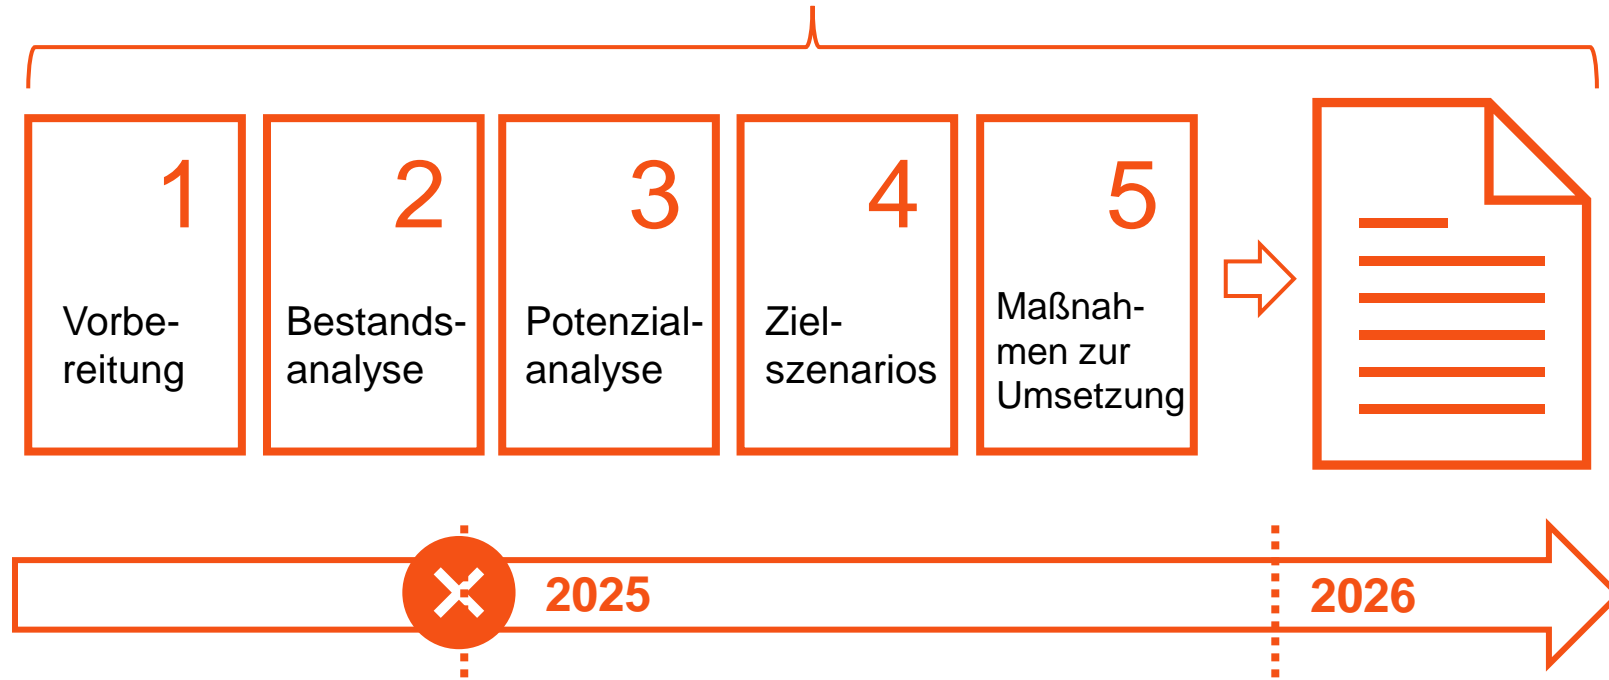 1
Vorbe-
reitung
2
Bestands-
analyse
3
Potenzial-
analyse
4
Ziel-
szenarios
5
Maßnah-
men zur
Umsetzung
2025
2026